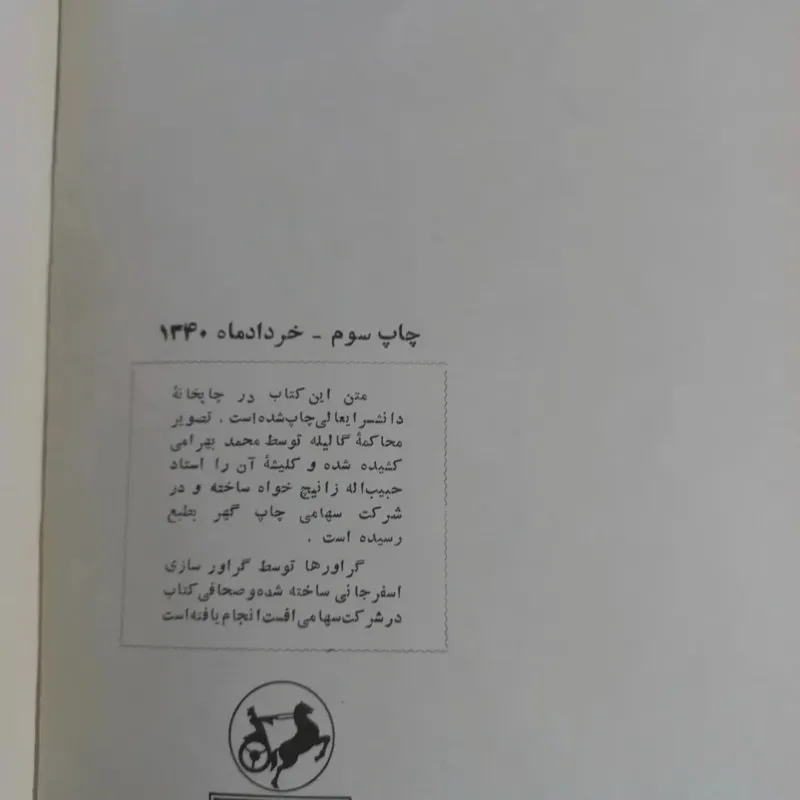 چاپ سوم - خردادماه ۱۳۴۰
متن این کتاب در چاپخانهٔ
دانشسرایعالی چاپ شده است . تصویر
محاکمهٔ گالیله توسط محمد بهرامی
کشیده شده و کلیشهٔ آن را استاد
حبیب‌اله زانیچ خواه ساخته و در
شرکت سهامی چاپ گهر بطبع
رسیده است .
گراورها توسط گراور سازی
اسفرجانی ساخته شده و صحافی کتاب
در شرکت سهامی افست انجام یافته است